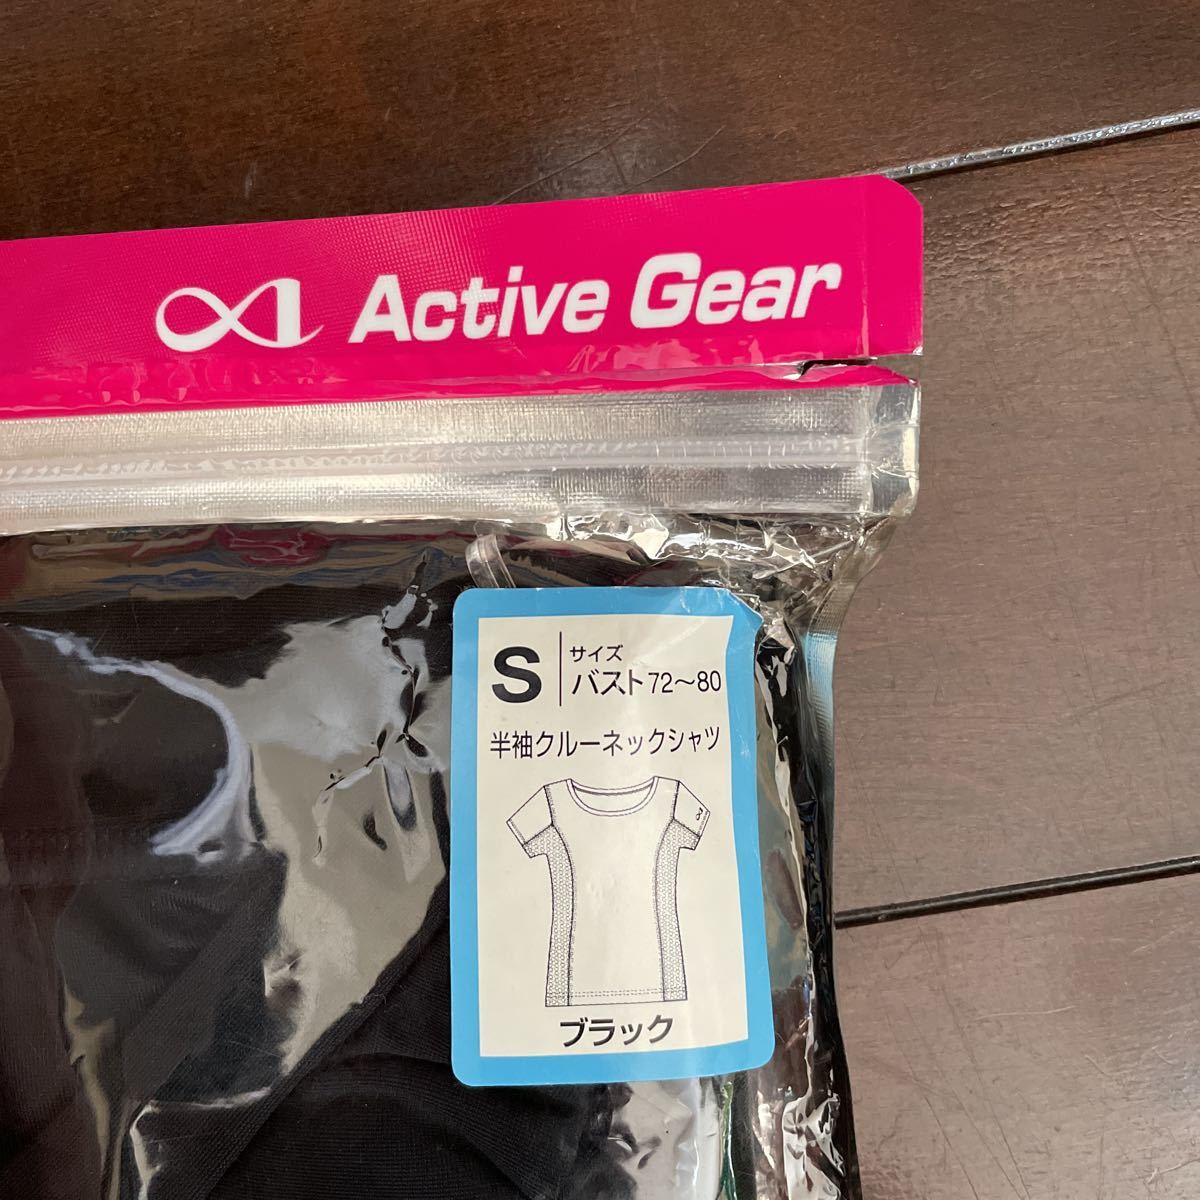 Active Gear
S
サイズ
バスト72〜80
半袖クルーネックシャツ
ブラック